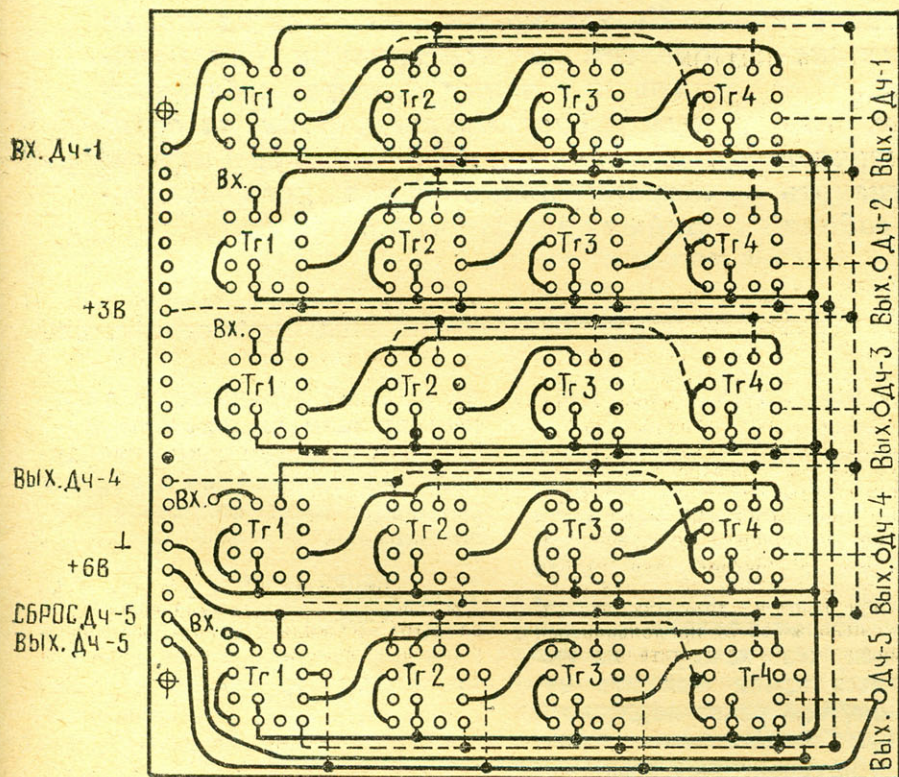 Тг1 Тг2 Тг3 Тг4
Вых. Дч-1
Вх. Дч-1
Вх.
Тг1 Тг2 Тг3 Тг4
Вых. Дч-2
+3В
Вх.
Тг1 Тг2 Тг3 Тг4
Вых. Дч-3
Вых. Дч-4
Вх.
Тг1 Тг2 Тг3 Тг4
Вых. Дч-4
⊥
+6В
Сброс Дч-5
Вых. Дч-5
Вх.
Тг1 Тг2 Тг3 Тг4
Вых. Дч-5